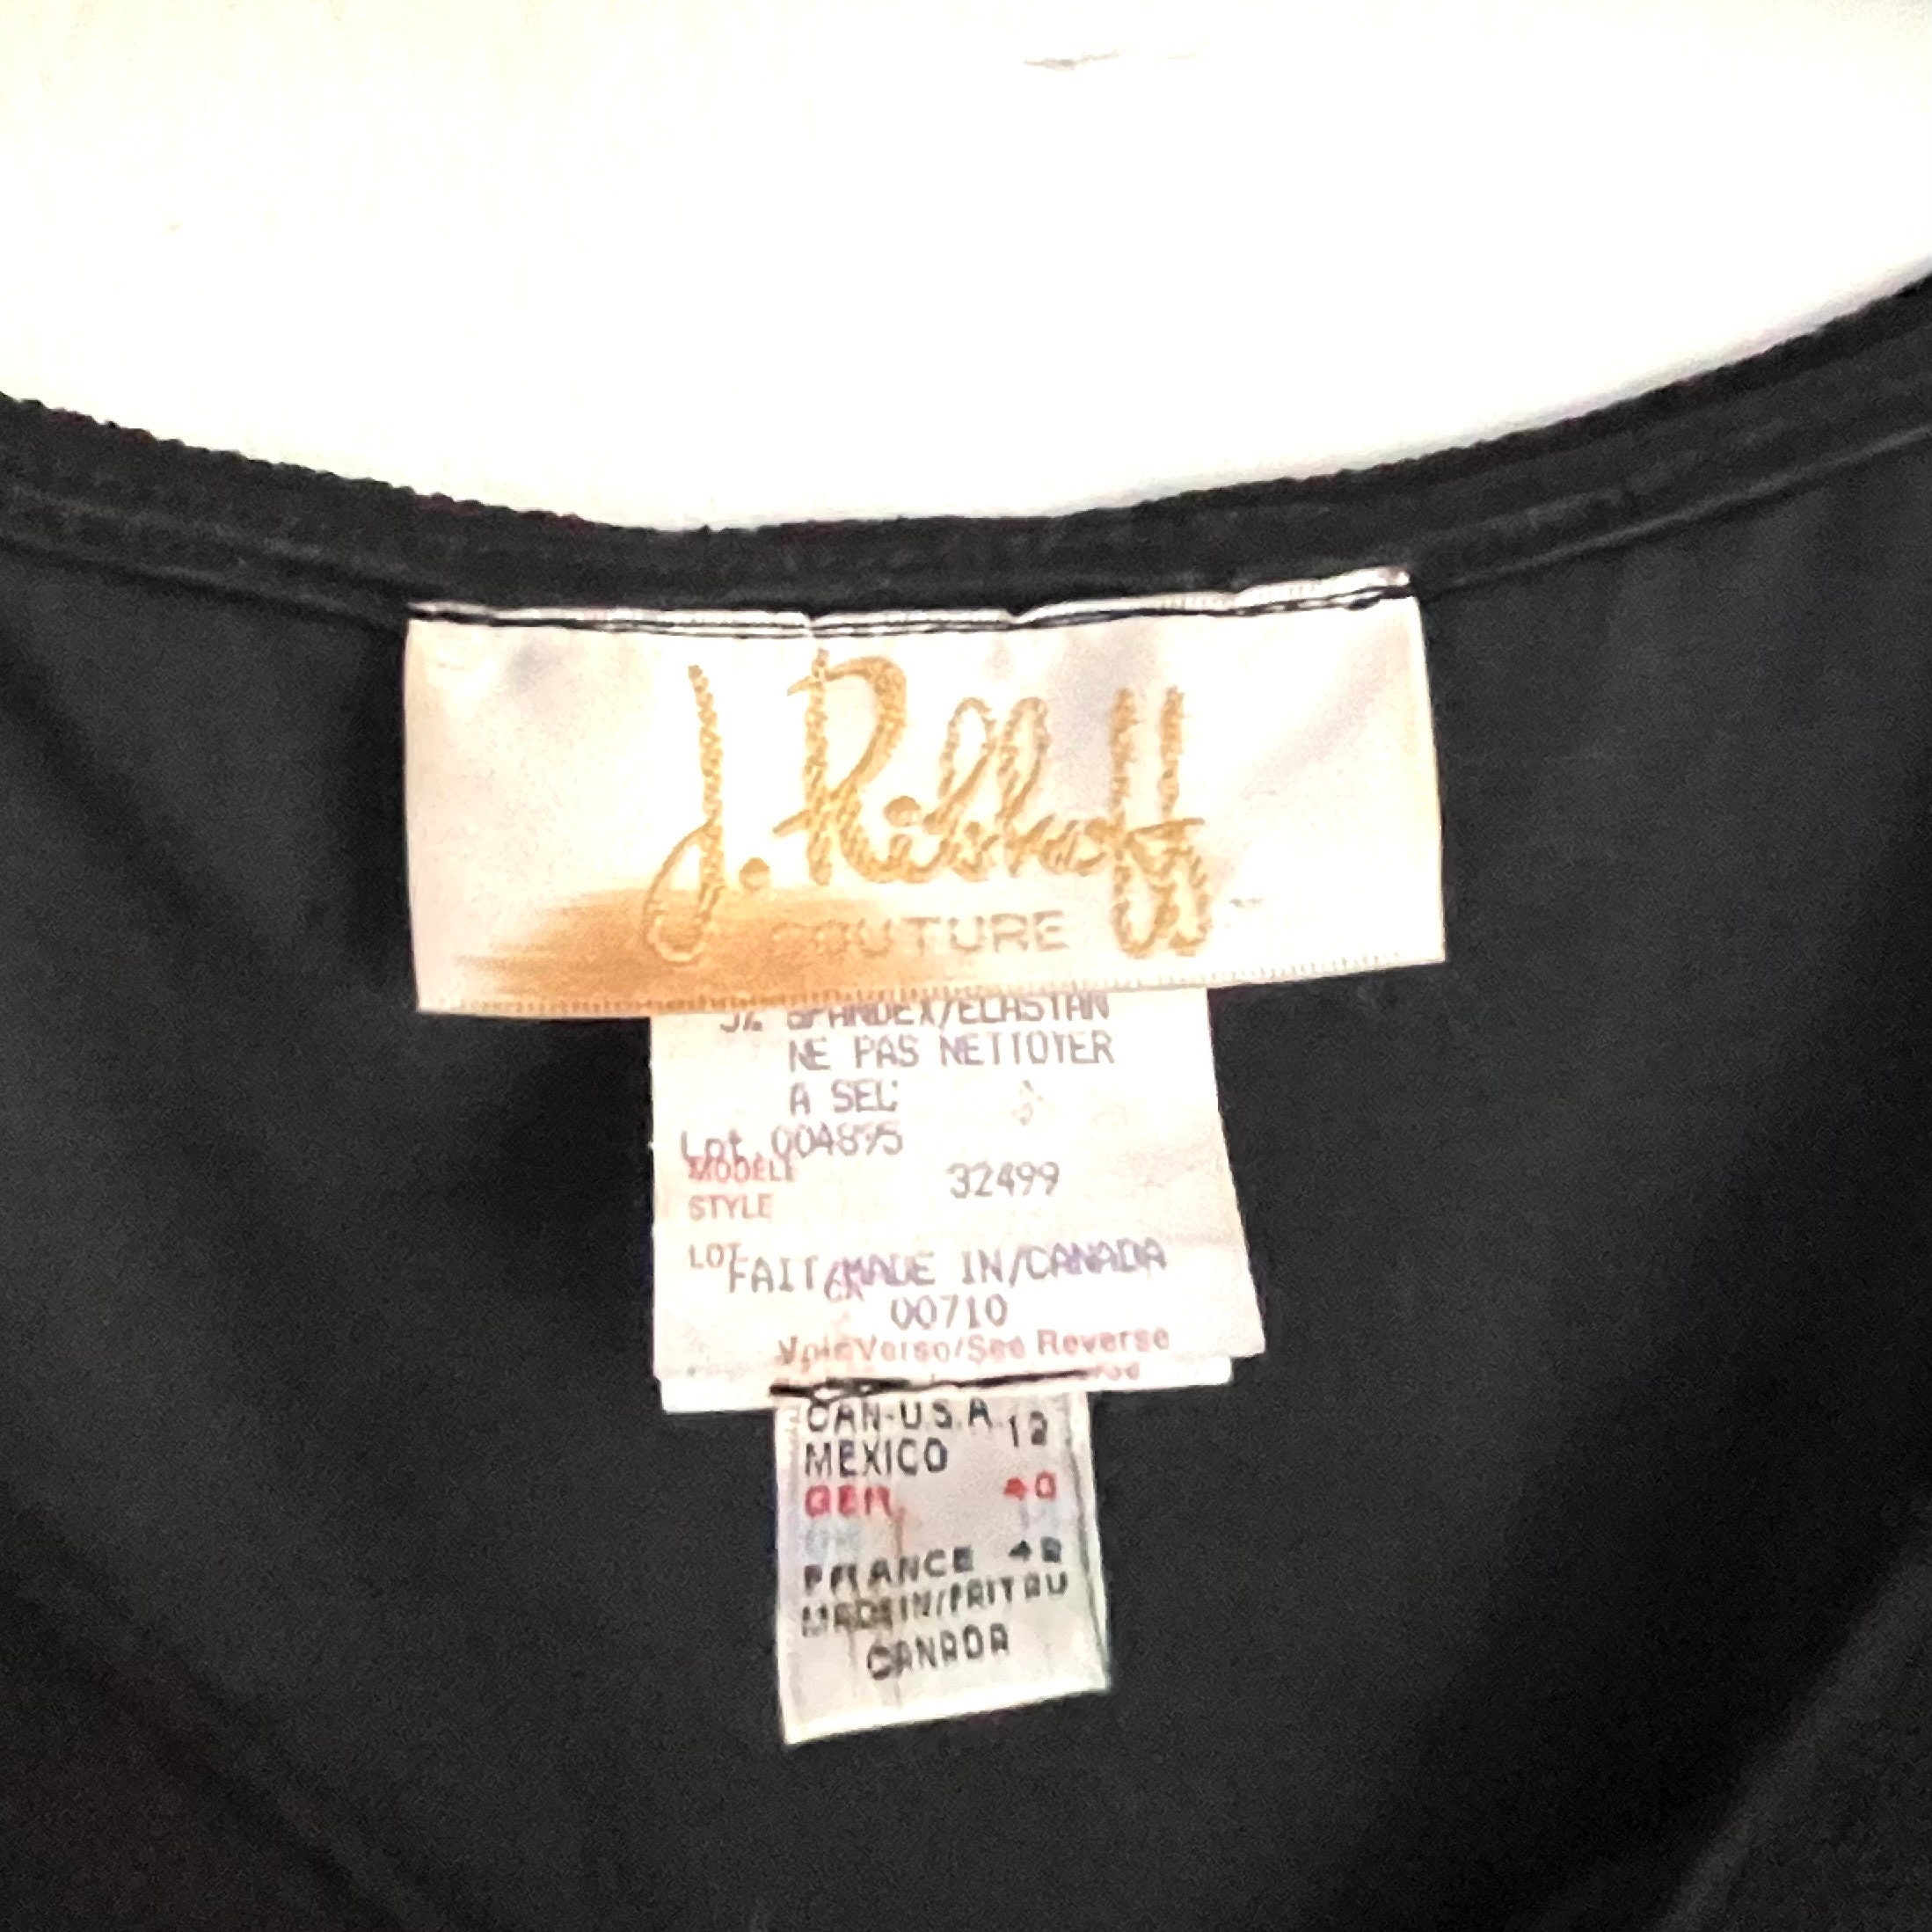 J. Ribkoff
COUTURE
SPANDEX/ELASTAN
NE PAS NETTOYER
A SEC
Lot. 004895
MODELE
STYLE 32499
LOT FAIT/MADE IN/CANADA
CA 00710
Voir Verso/See Reverse
CAN-U.S.A. 12
MEXICO
GER. 40
FRANCE 42
MADE IN/FAIT AU
CANADA